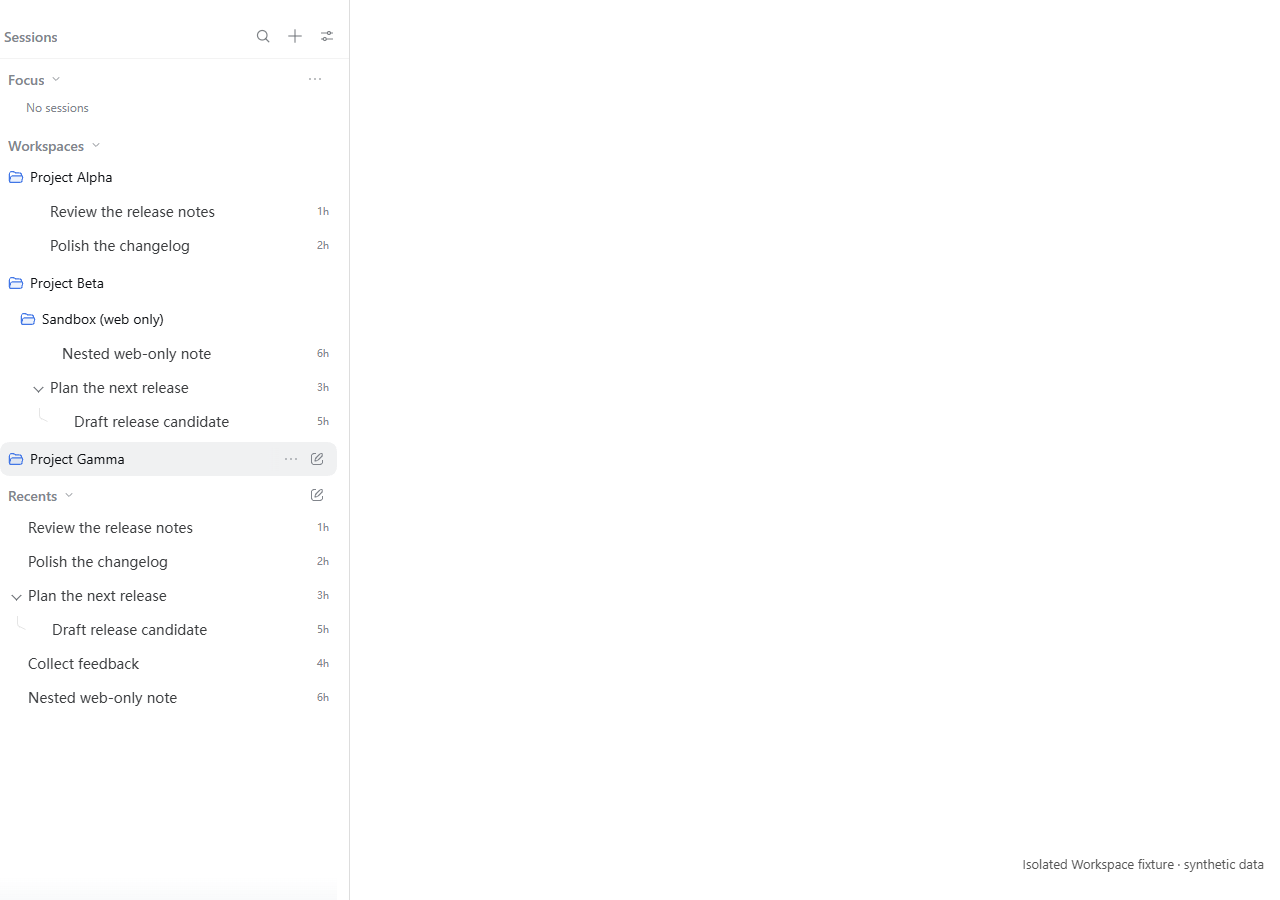 Sessions
Focus
No sessions
Workspaces
Project Alpha
Review the release notes 1h
Polish the changelog 2h
Project Beta
Sandbox (web only)
Nested web-only note 6h
Plan the next release 3h
Draft release candidate 5h
Project Gamma
Recents
Review the release notes 1h
Polish the changelog 2h
Plan the next release 3h
Draft release candidate 5h
Collect feedback 4h
Nested web-only note 6h
Isolated Workspace fixture · synthetic data